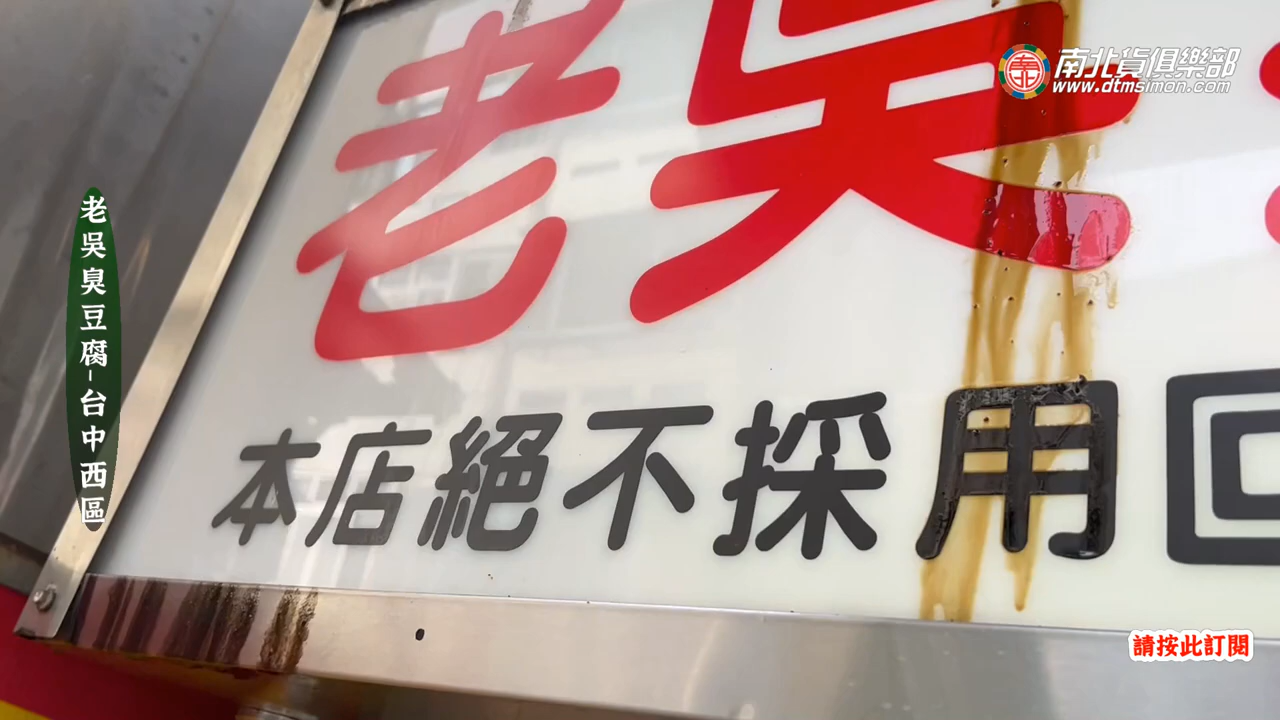 老吳
本店絕不採用回
南北貨俱樂部
www.dtmsimon.com
老吳臭豆腐-台中西區
請按此訂閱